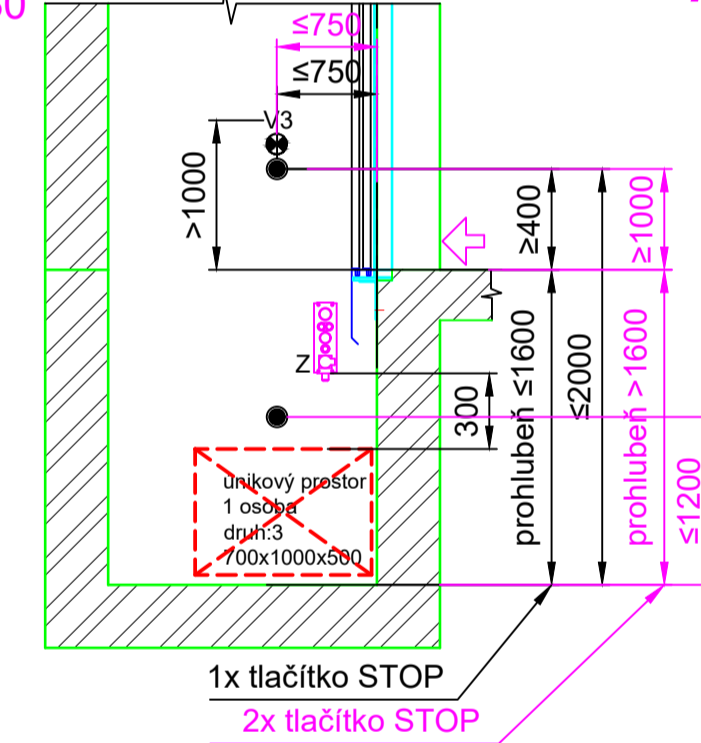 ≤750
≤750
V3
>1000
≥400
≥1000
Z
300
prohlubeň ≤1600
≤2000
prohlubeň >1600
≤1200
únikový prostor
1 osoba
druh:3
700x1000x500
1x tlačítko STOP
2x tlačítko STOP